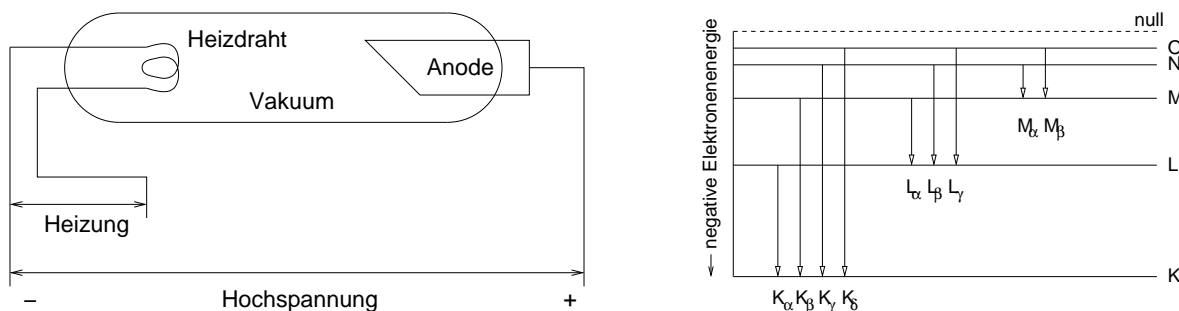 Heizdraht
Anode
Vakuum
Heizung
– Hochspannung +
negative Elektronenenergie
null
O
N
M
Mα Mβ
L
Lα Lβ Lγ
K
Kα Kβ Kγ Kδ